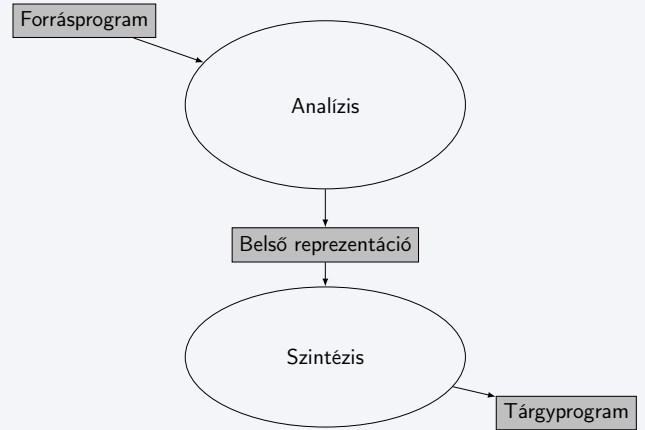 Forrásprogram
Analízis
Belső reprezentáció
Szintézis
Tárgyprogram